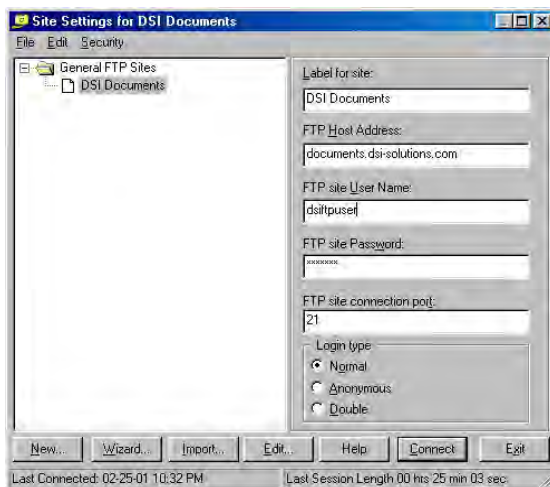 Site Settings for DSI Documents
File Edit Security
General FTP Sites
DSI Documents
Label for site:
DSI Documents
FTP Host Address:
documents.dsi-solutions.com
FTP site User Name:
dsiftpuser
FTP site Password:
×××××××
FTP site connection port:
21
Login type
Normal
Anonymous
Double
New... Wizard... Import... Edit... Help Connect Exit
Last Connected: 02-25-01 10:32 PM Last Session Length 00 hrs 25 min 03 sec.